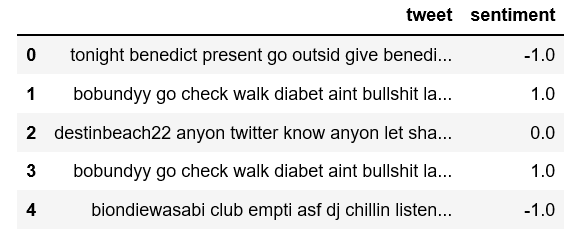 tweet sentiment
0 tonight benedict present go outsid give benedi... -1.0
1 bobundyy go check walk diabet aint bullshit la... 1.0
2 destinbeach22 anyon twitter know anyon let sha... 0.0
3 bobundyy go check walk diabet aint bullshit la... 1.0
4 biondiewasabi club empti asf dj chillin listen... -1.0